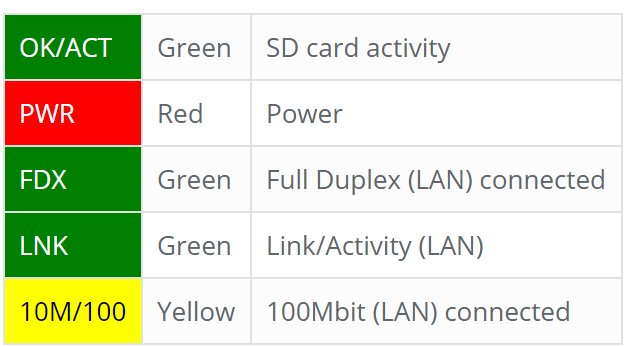 OK/ACT Green SD card activity
PWR Red Power
FDX Green Full Duplex (LAN) connected
LNK Green Link/Activity (LAN)
10M/100 Yellow 100Mbit (LAN) connected